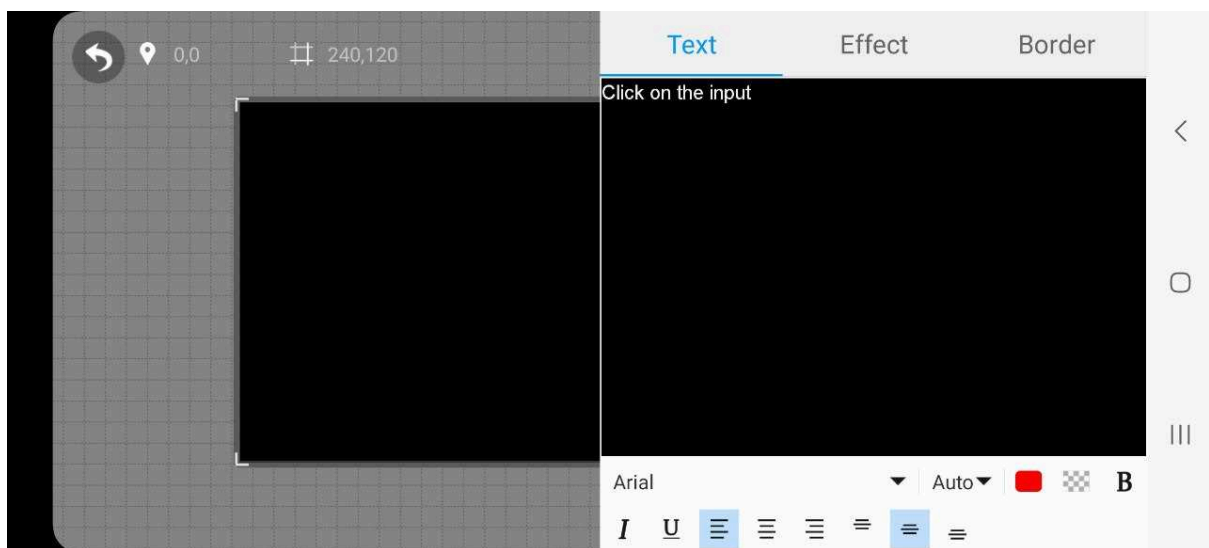 0,0 240,120
Text Effect Border
Click on the input
Arial Auto B
I U